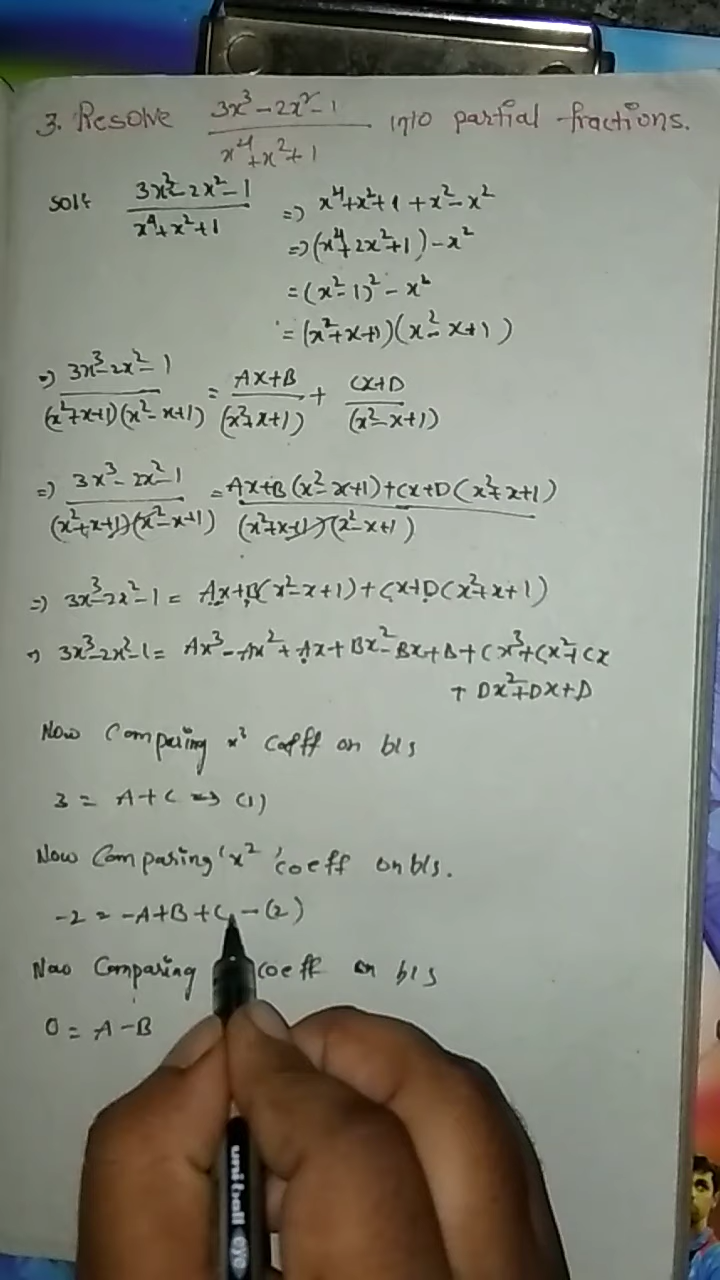 3. Resolve (3x³-2x²-1)/(x⁴+x²+1) into partial fractions.
Sol:- (3x³-2x²-1)/(x⁴+x²+1) => x⁴+x²+1+x²-x²
=> (x⁴+2x²+1)-x²
= (x²-1)²-x²
= (x²+x+1)(x²-x+1)
=> (3x³-2x²-1)/((x²+x+1)(x²-x+1)) = (Ax+B)/(x²+x+1) + (Cx+D)/(x²-x+1)
=> (3x³-2x²-1)/((x²+x+1)(x²-x+1)) = (Ax+B(x²-x+1)+Cx+D(x²+x+1))/((x²+x+1)(x²-x+1))
=> 3x³-2x²-1 = Ax+B(x²-x+1)+Cx+D(x²+x+1)
=> 3x³-2x²-1 = Ax³-Ax²+Ax+Bx²-Bx+B+Cx³+Cx²+Cx
+Dx²+Dx+D
Now Comparing x³ coeff on b/s
3 = A+C => (1)
Now Comparing 'x²' coeff on b/s.
-2 = -A+B+C -(2)
Now Comparing coeff on b/s
0 = A-B
uniball eye